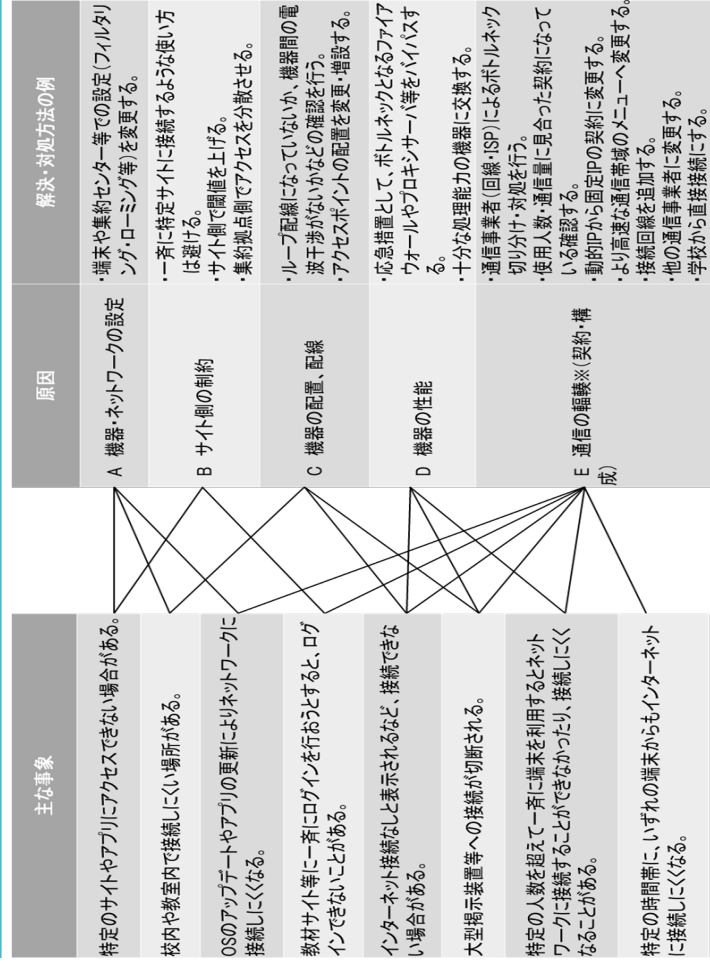 主な事象
特定のサイトやアプリにアクセスできない場合がある。
校内や教室内で接続しにくい場所がある。
OSのアップデートやアプリの更新によりネットワークに
接続しにくくなる。
教材サイト等に一斉にログインを行おうとすると、ログ
インできないことがある。
インターネット接続なしと表示されるなど、接続できな
い場合がある。
大型掲示装置等への接続が切断される。
特定の人数を超えて一斉に端末を利用するとネット
ワークに接続することができなかったり、接続しにくく
なることがある。
特定の時間帯に、いずれの端末からもインターネット
に接続しにくくなる。
原因
A 機器・ネットワークの設定
B サイト側の制約
C 機器の配置、配線
D 機器の性能
E 通信の輻輳※(契約・構
成)
解決・対処方法の例
・端末や集約センター等での設定(フィルタリ
ング・ローミング等)を変更する。
・一斉に特定サイトに接続するような使い方
は避ける。
・サイト側で閾値を上げる。
・集約拠点側でアクセスを分散させる。
・ループ配線になっていないか、機器間の電
波干渉がないかなどの確認を行う。
・アクセスポイントの配置を変更・増設する。
・応急措置として、ボトルネックとなるファイア
ウォールやプロキシサーバ等をバイパスす
る。
・十分な処理能力の機器に交換する。
・通信事業者(回線・ISP)によるボトルネック
切り分け・対処を行う。
・使用人数・通信量に見合った契約になって
いる確認する。
・動的IPから固定IPの契約に変更する。
・より高速な通信帯域のメニューへ変更する。
・接続回線を追加する。
・他の通信事業者に変更する。
・学校から直接接続にする。